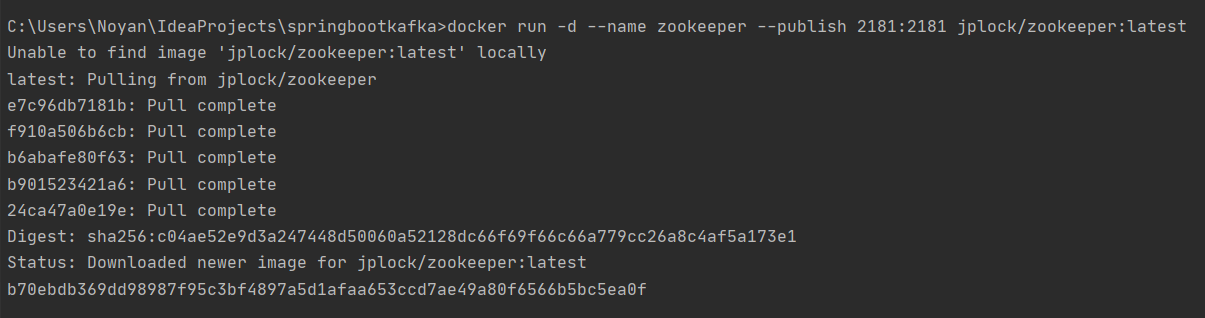 C:\Users\Noyan\IdeaProjects\springbootkafka>docker run -d --name zookeeper --publish 2181:2181 jplock/zookeeper:latest
Unable to find image 'jplock/zookeeper:latest' locally
latest: Pulling from jplock/zookeeper
e7c96db7181b: Pull complete
f910a506b6cb: Pull complete
b6abafe80f63: Pull complete
b901523421a6: Pull complete
24ca47a0e19e: Pull complete
Digest: sha256:c04ae52e9d3a247448d50060a52128dc66f69f66c66a779cc26a8c4af5a173e1
Status: Downloaded newer image for jplock/zookeeper:latest
b70ebdb369dd98987f95c3bf4897a5d1afaa653ccd7ae49a80f6566b5bc5ea0f